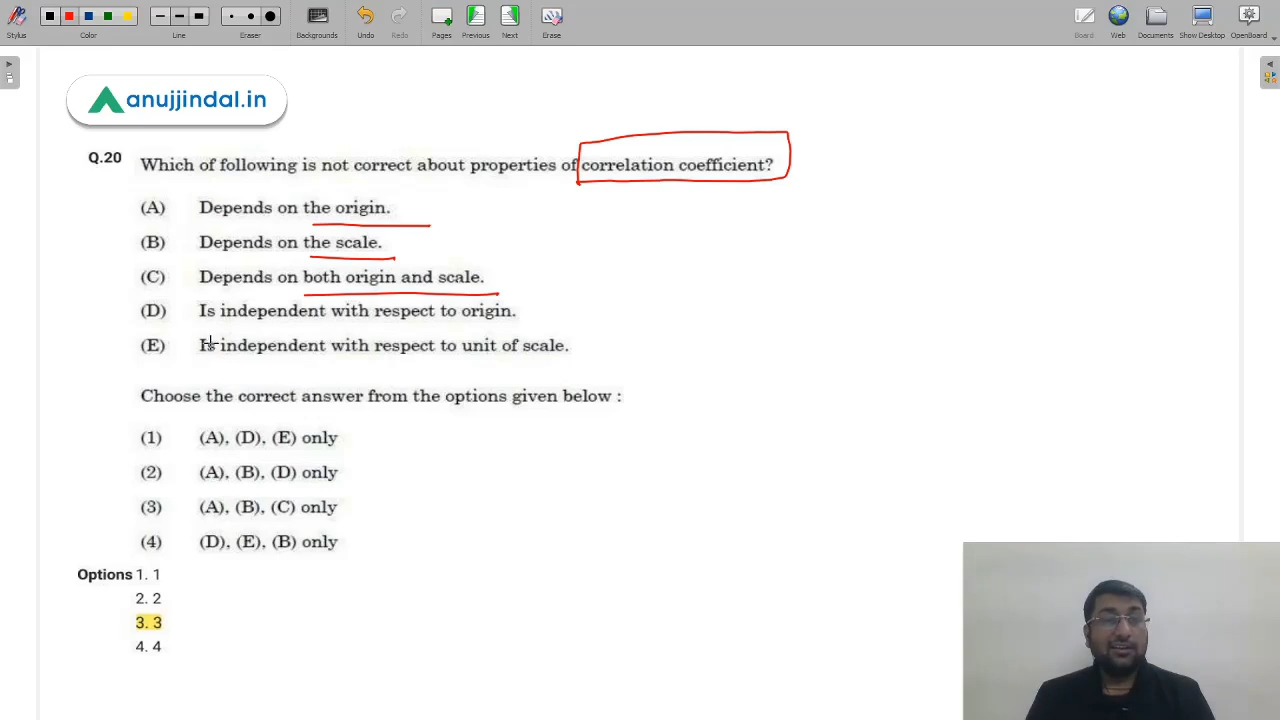 Stylus
Color
Line
Eraser
Backgrounds
Undo
Redo
Pages
Previous
Next
Erase
Board
Web
Documents
Show Desktop
OpenBoard
anujjindal.in
Q.20 Which of following is not correct about properties of correlation coefficient?
(A) Depends on the origin.
(B) Depends on the scale.
(C) Depends on both origin and scale.
(D) Is independent with respect to origin.
(E) Is independent with respect to unit of scale.
Choose the correct answer from the options given below :
(1) (A), (D), (E) only
(2) (A), (B), (D) only
(3) (A), (B), (C) only
(4) (D), (E), (B) only
Options 1. 1
2. 2
3. 3
4. 4